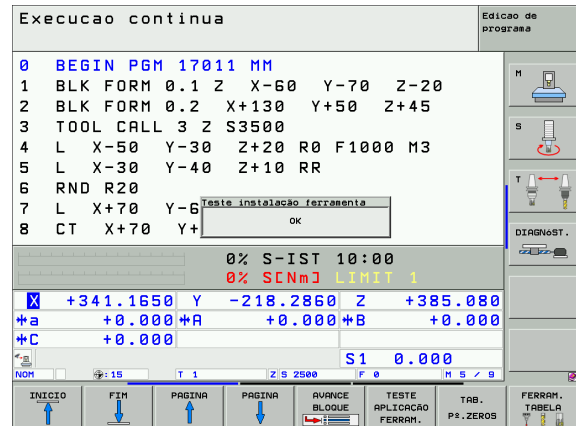 Execucao continua
Edicao de
programa
0 BEGIN PGM 17011 MM
1 BLK FORM 0.1 Z X-60 Y-70 Z-20
2 BLK FORM 0.2 X+130 Y+50 Z+45
3 TOOL CALL 3 Z S3500
4 L X-50 Y-30 Z+20 R0 F1000 M3
5 L X-30 Y-40 Z+10 RR
6 RND R20
7 L X+70 Y-6
8 CT X+70 Y+
Teste instalação ferramenta
OK
M
S
T
DIAGNóST.
0% S-IST 10:00
0% S[Nm] LIMIT 1
X +341.1650 Y -218.2860 Z +385.080
a +0.000 A +0.000 B +0.000
C +0.000
S1 0.000
NOM 15 T 1 Z S 2500 F 0 M 5 / 9
INICIO
FIM
PAGINA
PAGINA
AVANCE
BLOQUE
TESTE
APLICAÇÃO
FERRAM.
TAB.
Pº.ZEROS
FERRAM.
TABELA